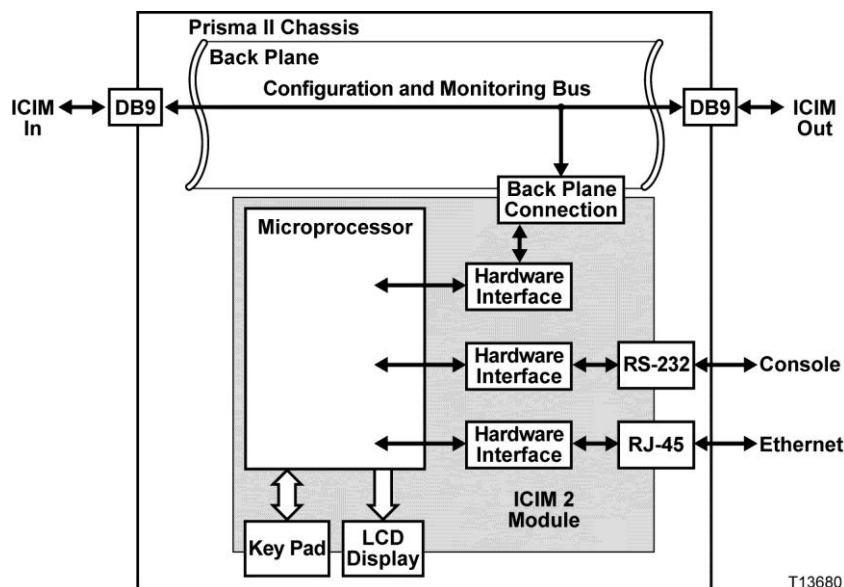 Prisma II Chassis
Back Plane
Configuration and Monitoring Bus
ICIM
In
DB9
DB9
ICIM
Out
Back Plane
Connection
Microprocessor
Hardware
Interface
Hardware
Interface
RS-232
Console
Hardware
Interface
RJ-45
Ethernet
ICIM 2
Module
Key Pad
LCD
Display
T13680